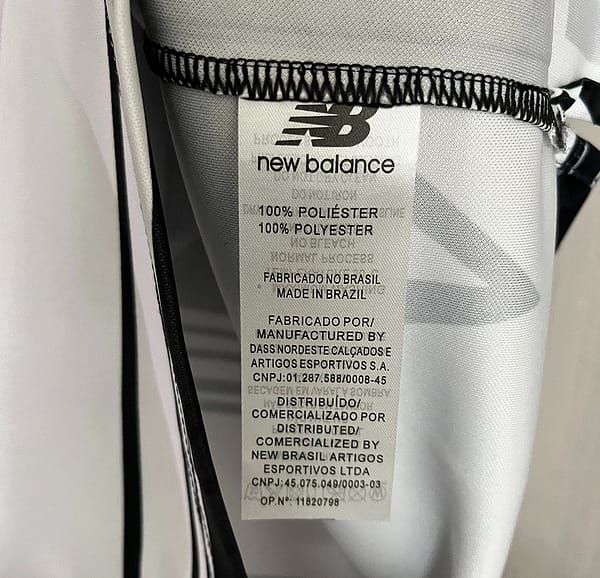 NB
new balance
100% POLIÉSTER
100% POLYESTER
FABRICADO NO BRASIL
MADE IN BRAZIL
FABRICADO POR/
MANUFACTURED BY
DASS NORDESTE CALÇADOS E
ARTIGOS ESPORTIVOS S.A.
CNPJ:01.287.588/0008-45
DISTRIBUÍDO/
COMERCIALIZADO POR
DISTRIBUTED/
COMERCIALIZED BY
NEW BRASIL ARTIGOS
ESPORTIVOS LTDA
CNPJ:45.075.049/0003-03
OP.Nº: 11820798